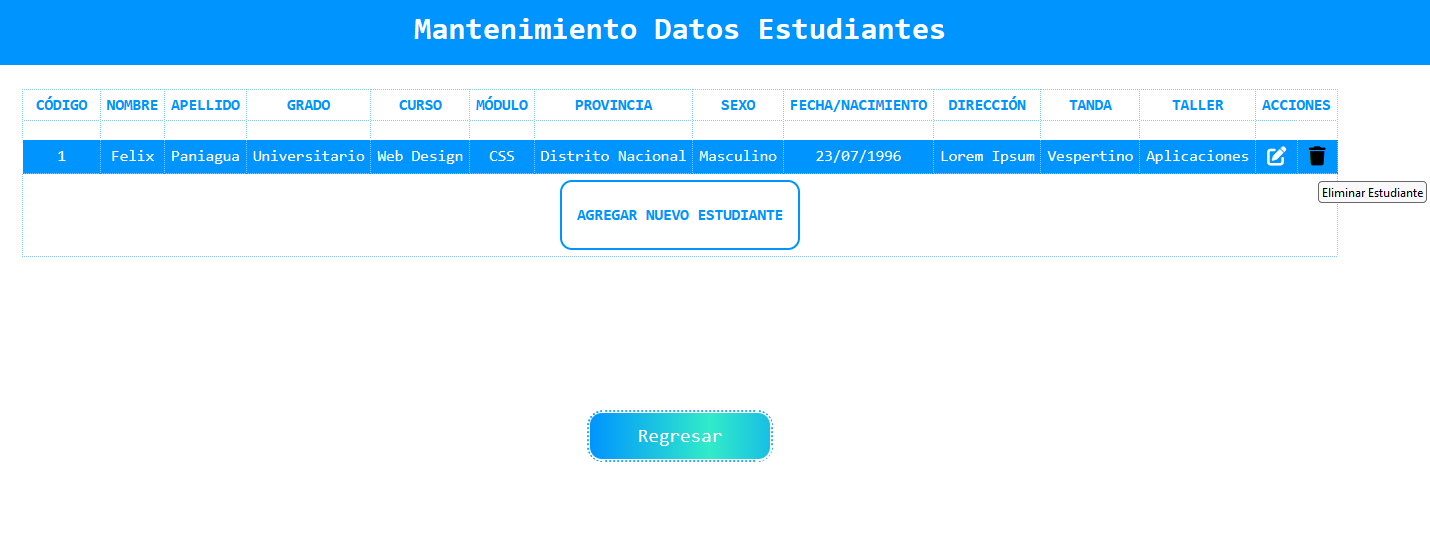 Mantenimiento Datos Estudiantes
CÓDIGO NOMBRE APELLIDO GRADO CURSO MÓDULO PROVINCIA SEXO FECHA/NACIMIENTO DIRECCIÓN TANDA TALLER ACCIONES
1 Felix Paniagua Universitario Web Design CSS Distrito Nacional Masculino 23/07/1996 Lorem Ipsum Vespertino Aplicaciones
Eliminar Estudiante
AGREGAR NUEVO ESTUDIANTE
Regresar